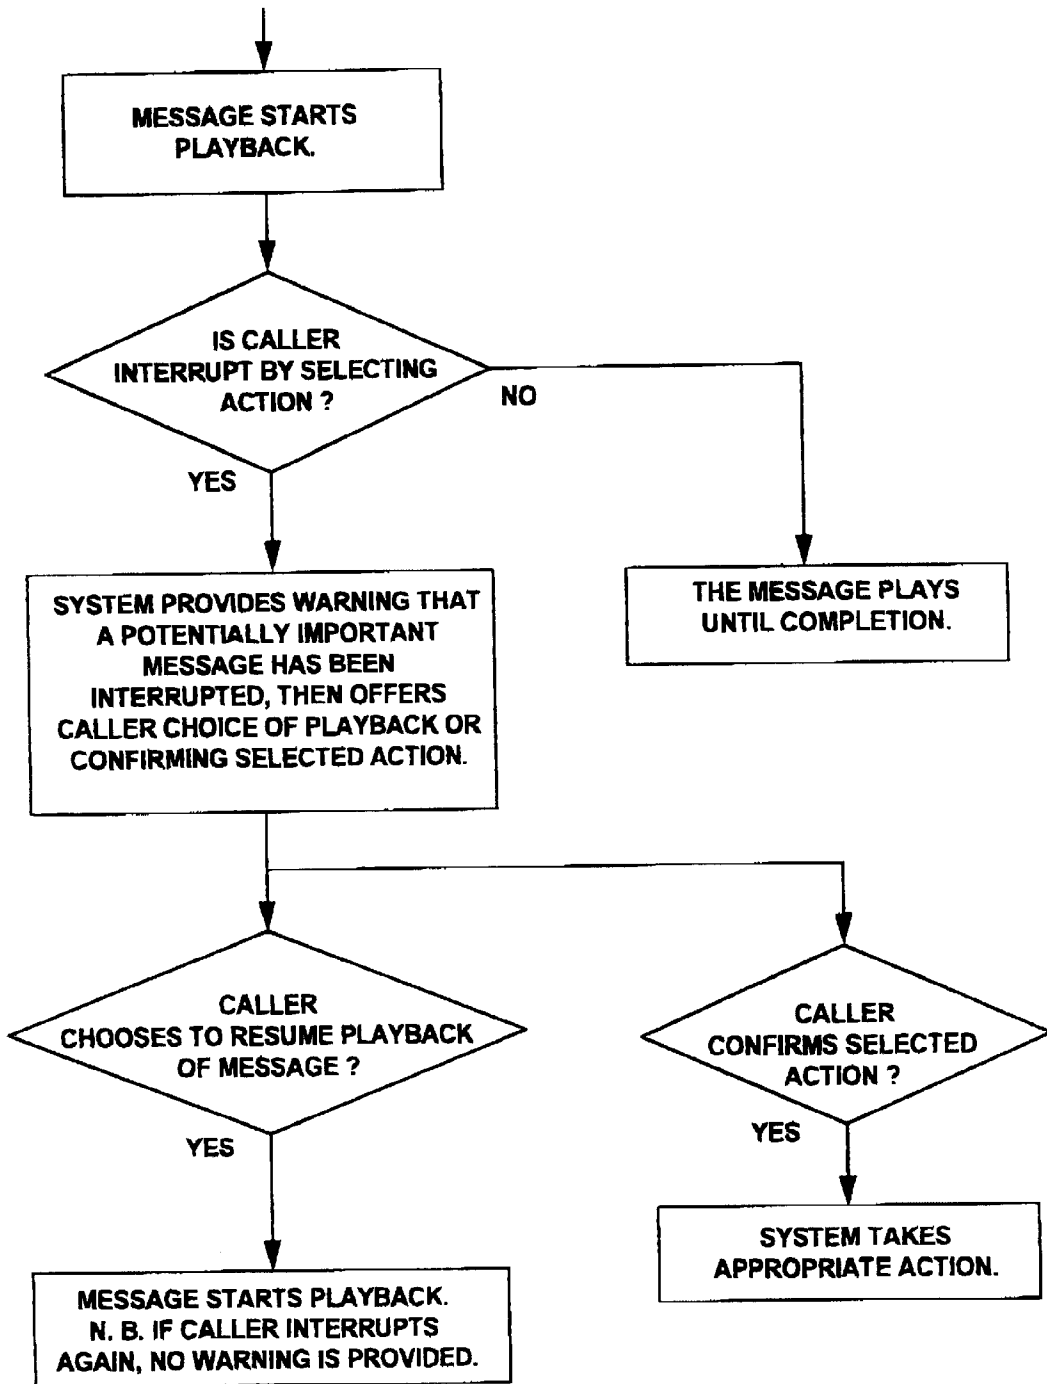 MESSAGE STARTS
PLAYBACK.
IS CALLER
INTERRUPT BY SELECTING
ACTION ?
NO
YES
SYSTEM PROVIDES WARNING THAT
A POTENTIALLY IMPORTANT
MESSAGE HAS BEEN
INTERRUPTED, THEN OFFERS
CALLER CHOICE OF PLAYBACK OR
CONFIRMING SELECTED ACTION.
THE MESSAGE PLAYS
UNTIL COMPLETION.
CALLER
CHOOSES TO RESUME PLAYBACK
OF MESSAGE ?
YES
CALLER
CONFIRMS SELECTED
ACTION ?
YES
MESSAGE STARTS PLAYBACK.
N. B. IF CALLER INTERRUPTS
AGAIN, NO WARNING IS PROVIDED.
SYSTEM TAKES
APPROPRIATE ACTION.